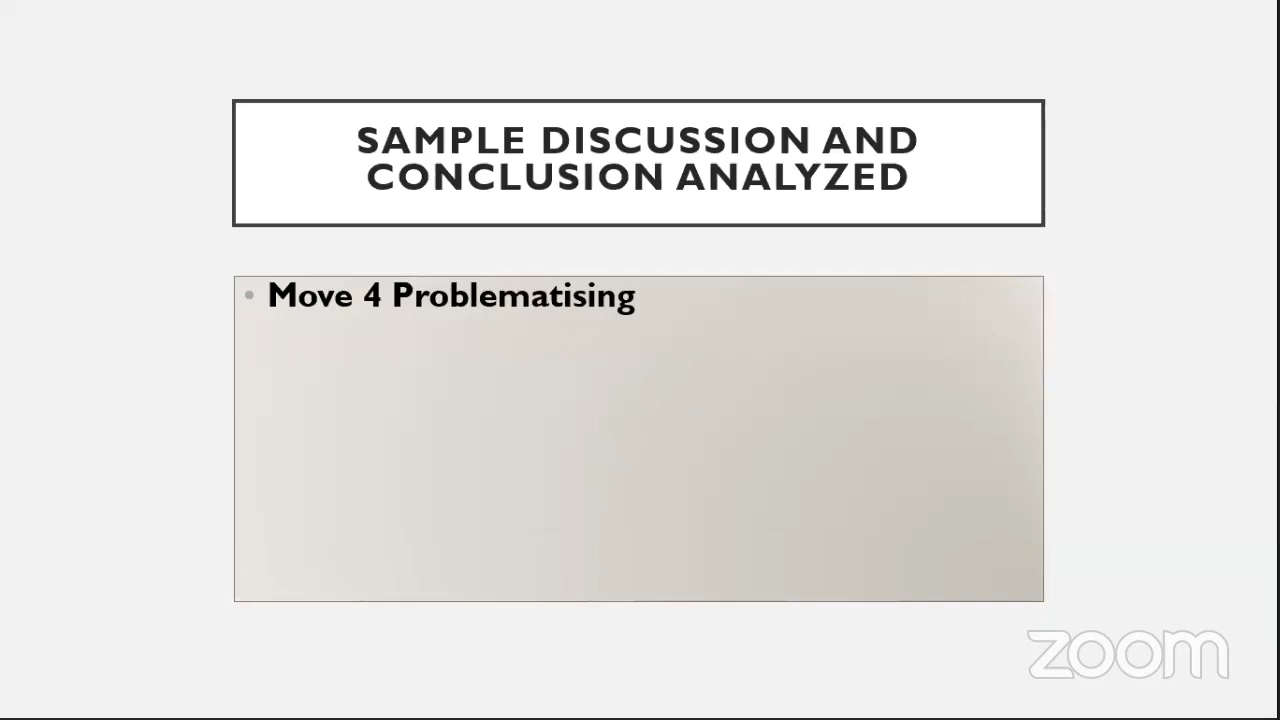 SAMPLE DISCUSSION AND
CONCLUSION ANALYZED
• Move 4 Problematising
zoom